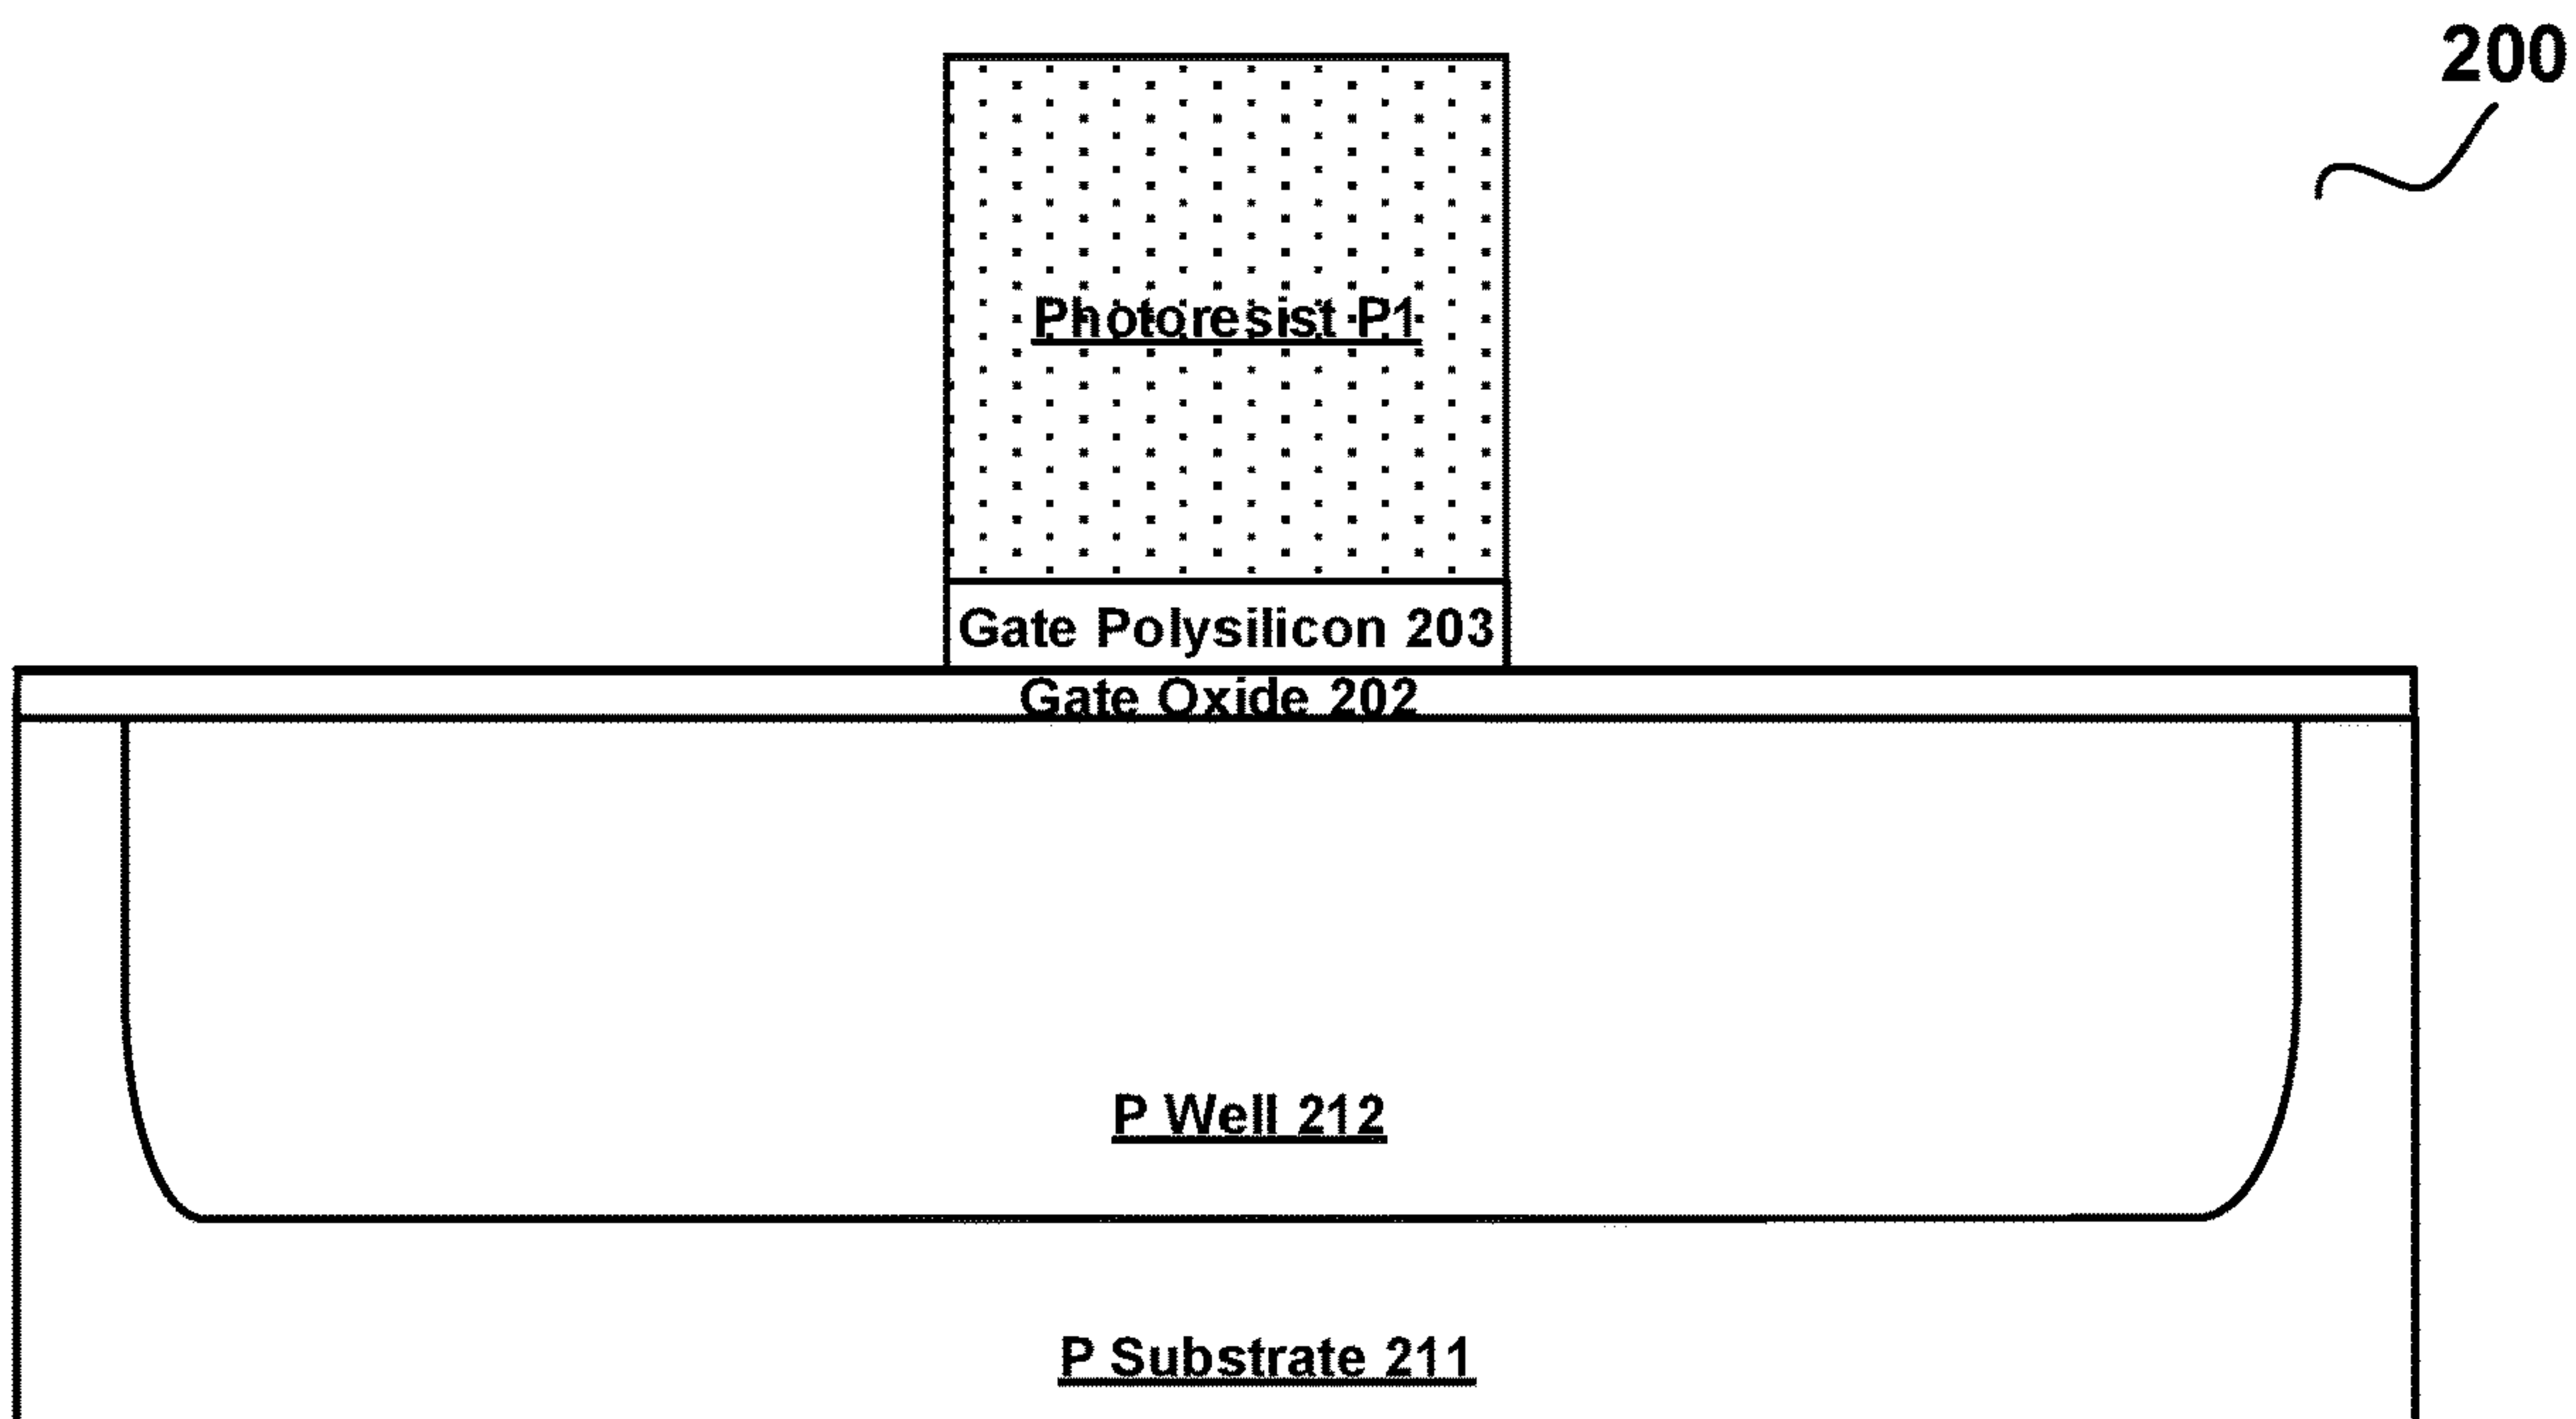 200
Photoresist P1
Gate Polysilicon 203
Gate Oxide 202
P Well 212
P Substrate 211